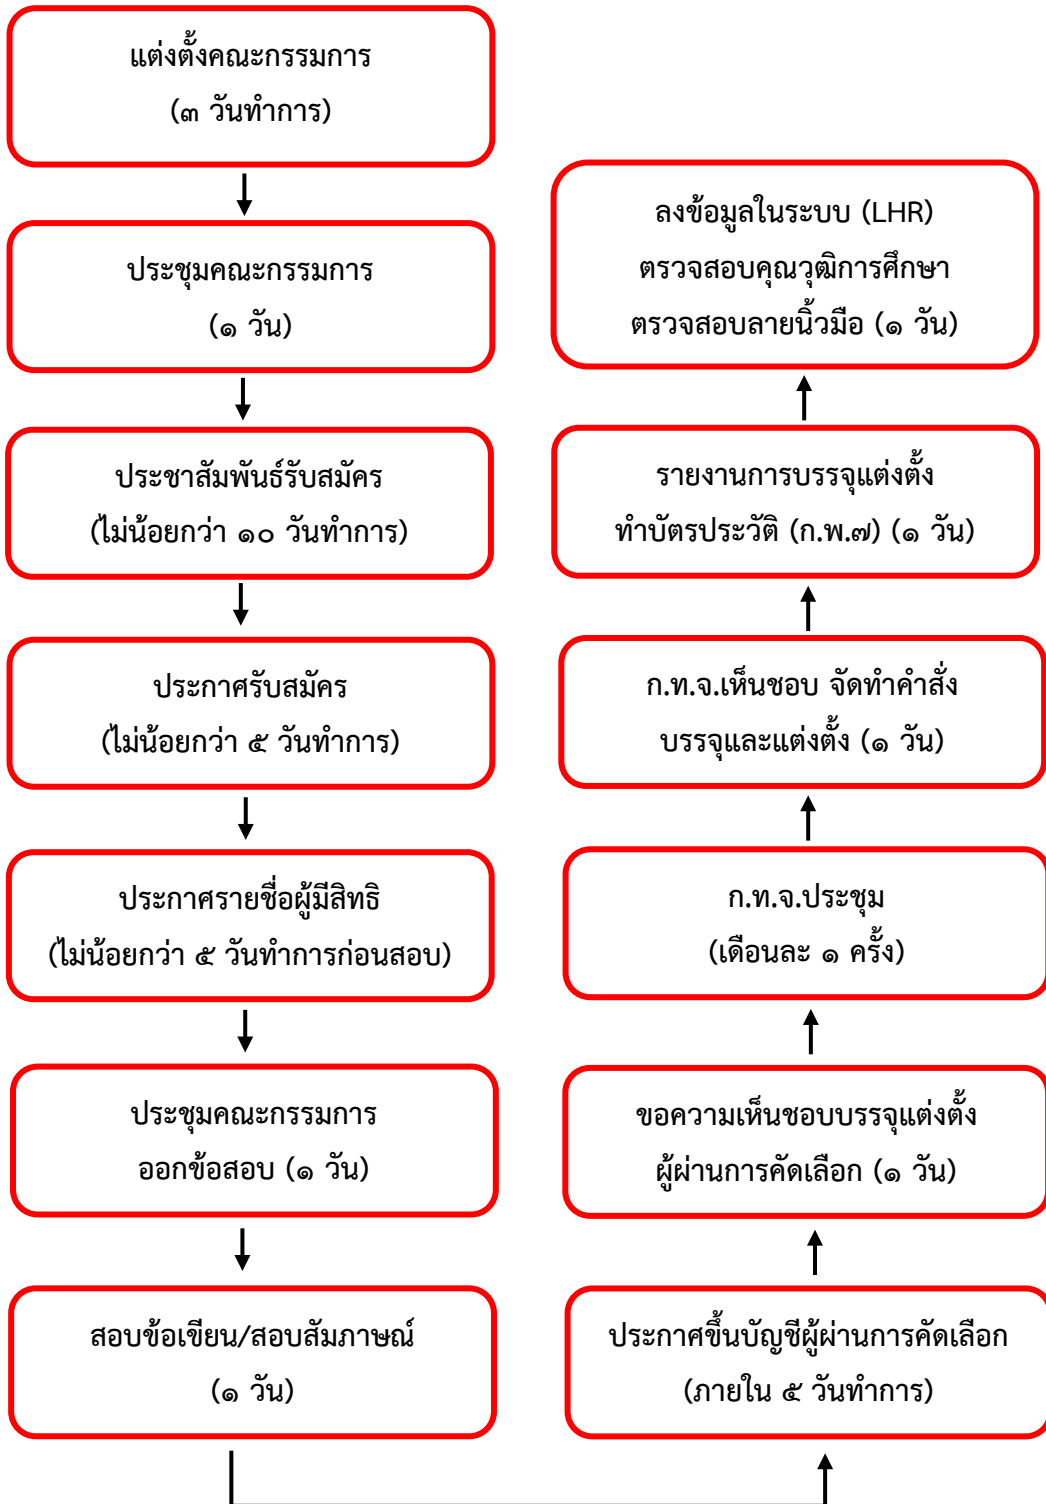 แต่งตั้งคณะกรรมการ
(๓ วันทำการ)
ประชุมคณะกรรมการ
(๑ วัน)
ประชาสัมพันธ์รับสมัคร
(ไม่น้อยกว่า ๑๐ วันทำการ)
ประกาศรับสมัคร
(ไม่น้อยกว่า ๕ วันทำการ)
ประกาศรายชื่อผู้มีสิทธิ
(ไม่น้อยกว่า ๕ วันทำการก่อนสอบ)
ประชุมคณะกรรมการ
ออกข้อสอบ (๑ วัน)
สอบข้อเขียน/สอบสัมภาษณ์
(๑ วัน)
ประกาศขึ้นบัญชีผู้ผ่านการคัดเลือก
(ภายใน ๕ วันทำการ)
ขอความเห็นชอบบรรจุแต่งตั้ง
ผู้ผ่านการคัดเลือก (๑ วัน)
ก.ท.จ.ประชุม
(เดือนละ ๑ ครั้ง)
ก.ท.จ.เห็นชอบ จัดทำคำสั่ง
บรรจุและแต่งตั้ง (๑ วัน)
รายงานการบรรจุแต่งตั้ง
ทำบัตรประวัติ (ก.พ.๗) (๑ วัน)
ลงข้อมูลในระบบ (LHR)
ตรวจสอบคุณวุฒิการศึกษา
ตรวจสอบลายนิ้วมือ (๑ วัน)